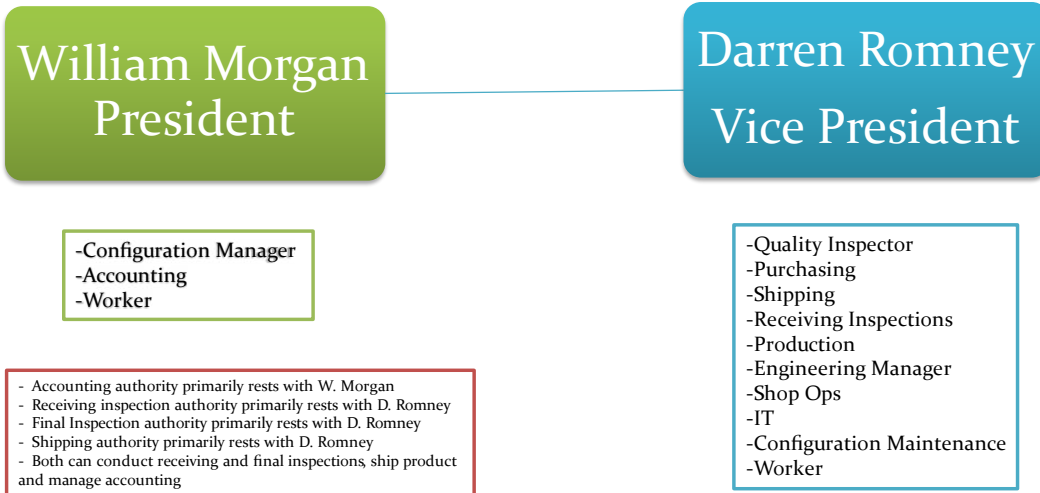 William Morgan
President
Darren Romney
Vice President
-Configuration Manager
-Accounting
-Worker
-Quality Inspector
-Purchasing
-Shipping
-Receiving Inspections
-Production
-Engineering Manager
-Shop Ops
-IT
-Configuration Maintenance
-Worker
- Accounting authority primarily rests with W. Morgan
- Receiving inspection authority primarily rests with D. Romney
- Final Inspection authority primarily rests with D. Romney
- Shipping authority primarily rests with D. Romney
- Both can conduct receiving and final inspections, ship product
and manage accounting